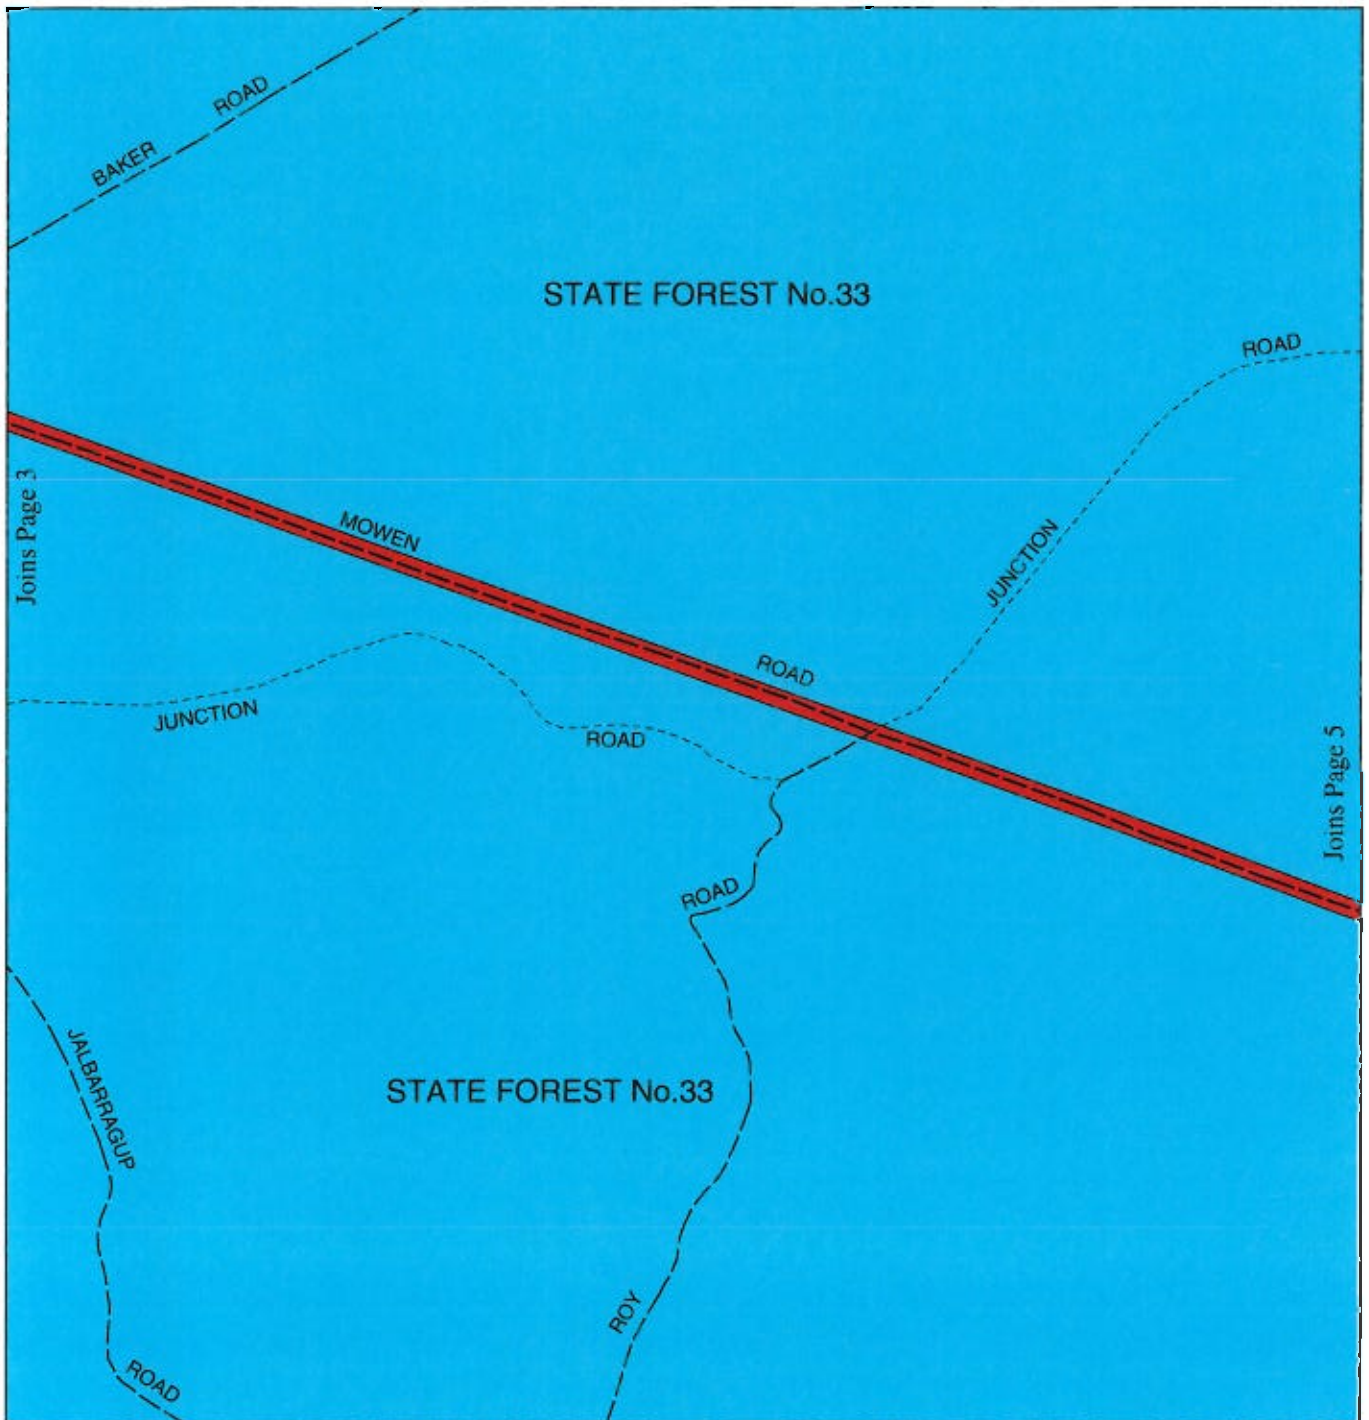 BAKER ROAD
STATE FOREST No.33
ROAD
JUNCTION
Joins Page 3
MOWEN
ROAD
JUNCTION
ROAD
Joins Page 5
ROAD
JALBARRAGUP
STATE FOREST No.33
ROY
ROAD